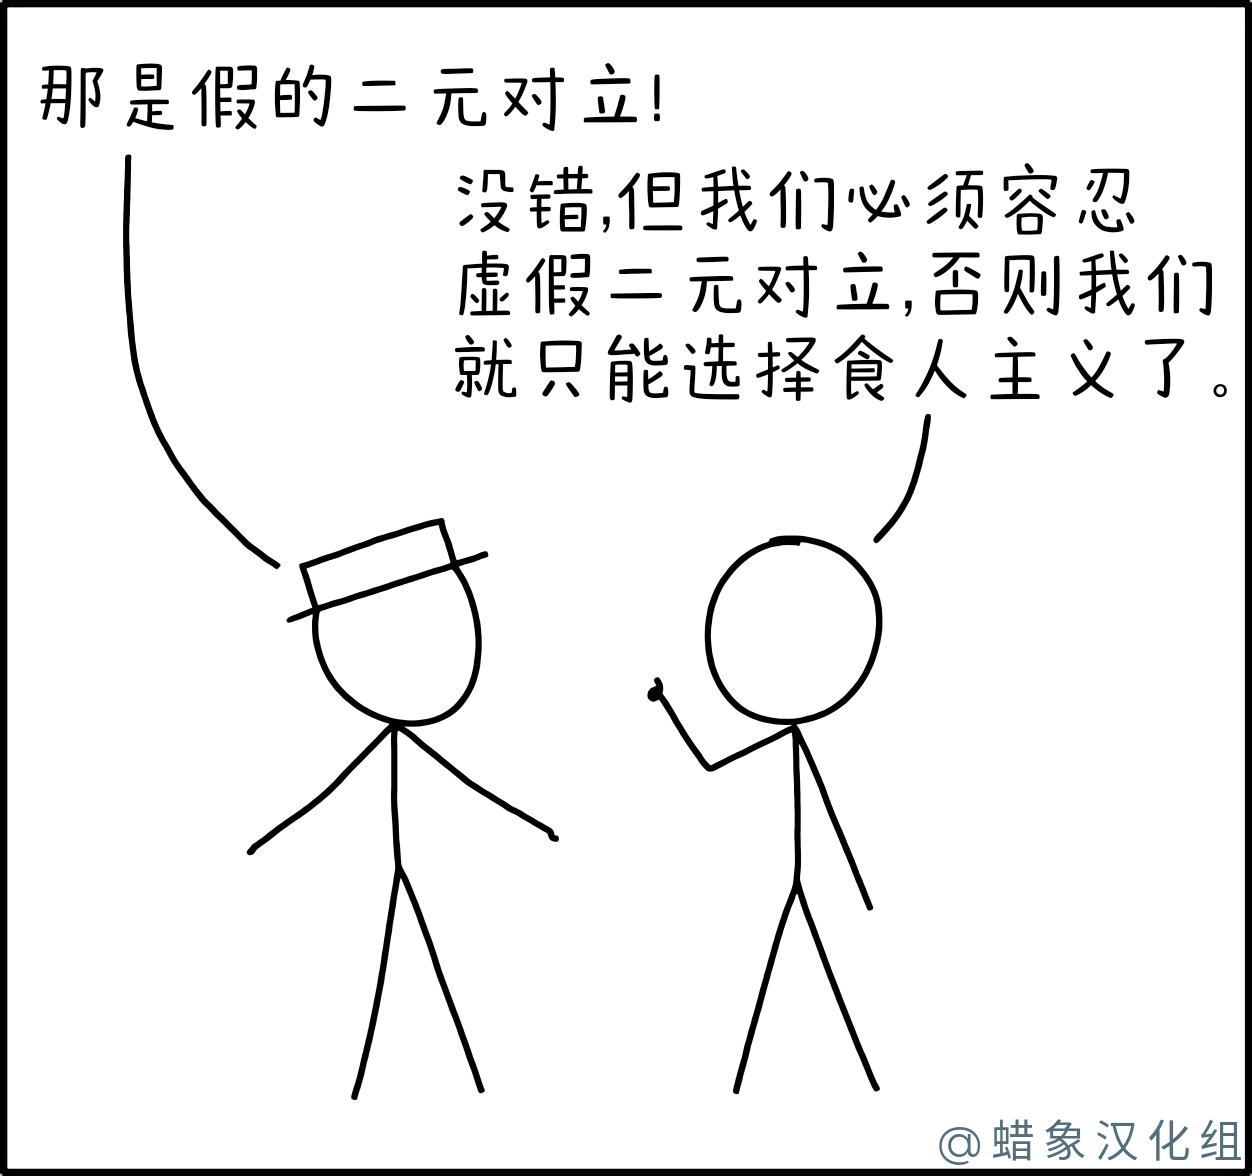 那是假的二元对立!
没错,但我们必须容忍
虚假二元对立,否则我们
就只能选择食人主义了。
@蜡象汉化组